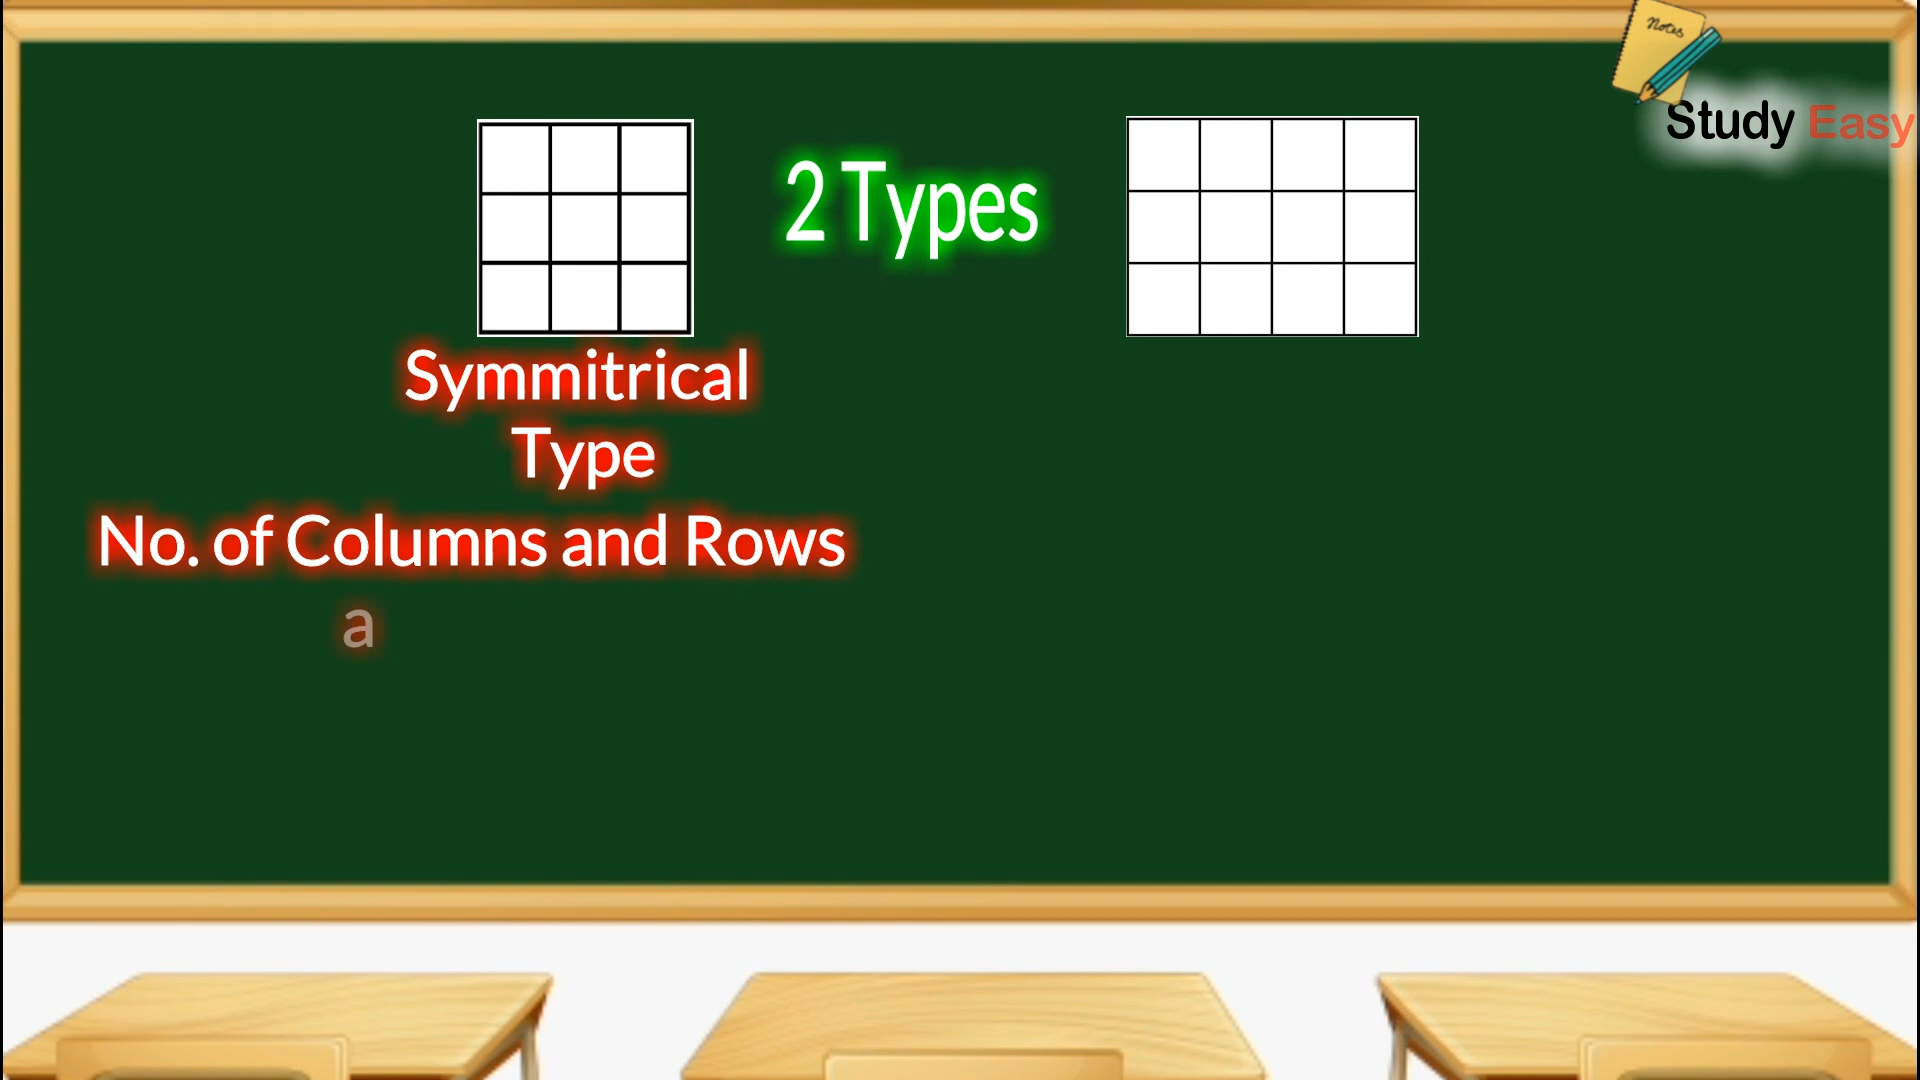 Notes
Study Easy
2 Types
Symmitrical
Type
No. of Columns and Rows
a